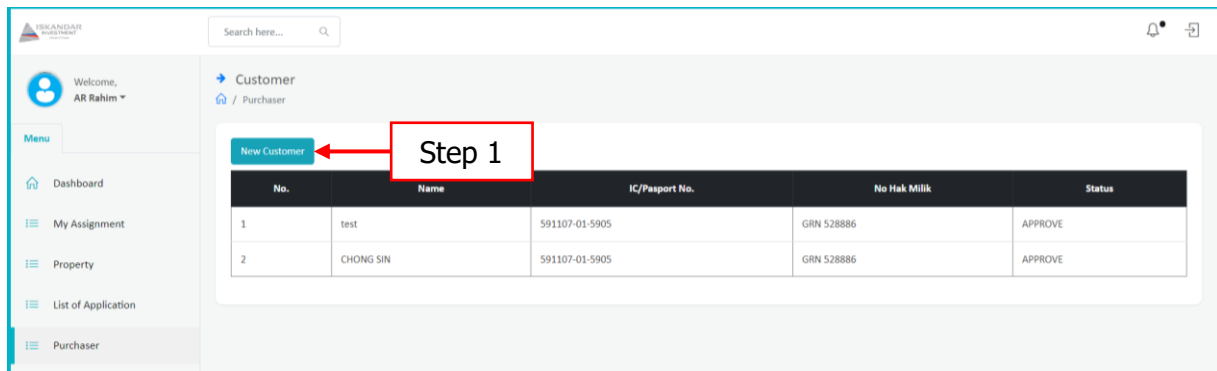 ISKANDAR
INVESTMENT
Search here...
Welcome,
AR Rahim
Customer
/ Purchaser
Menu
New Customer
Step 1
No. Name IC/Pasport No. No Hak Milik Status
1 test 591107-01-5905 GRN 528886 APPROVE
2 CHONG SIN 591107-01-5905 GRN 528886 APPROVE
Dashboard
My Assignment
Property
List of Application
Purchaser